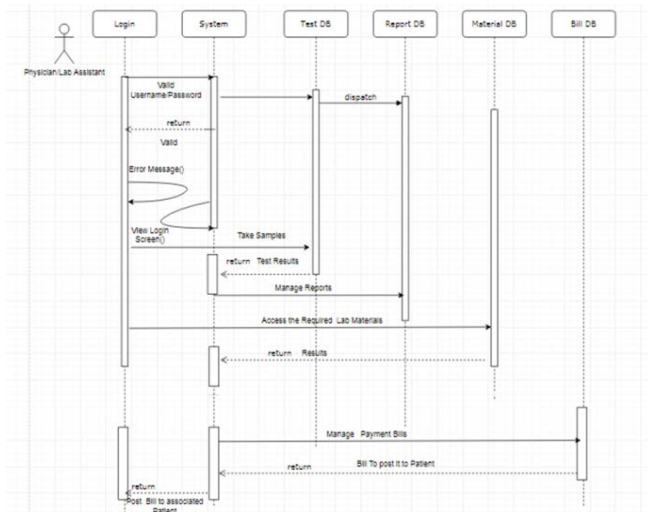 Login
System
Test DB
Report DB
Material DB
Bill DB
Physician/Lab Assistant
Valid
Username/Password
dispatch
return
Valid
Error Message()
View Login
Screen()
Take Samples
return Test Results
Manage Reports
Access the Required Lab Materials
return Results
Manage Payment Bills
Bill To post it to Patient
return
return
Post Bill to associated
Patient